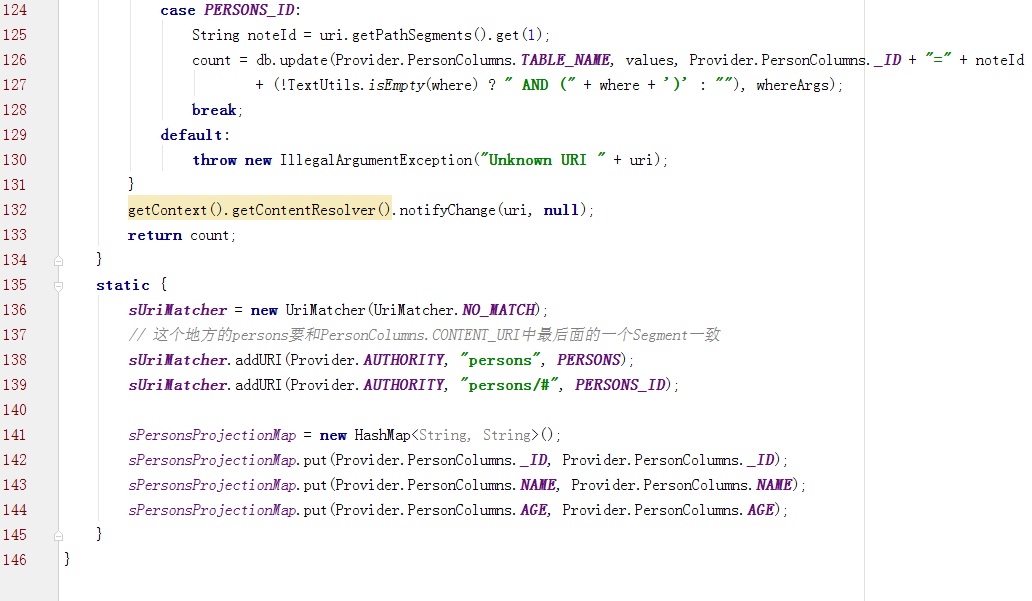 124 case PERSONS_ID:
125 String noteId = uri.getPathSegments().get(1);
126 count = db.update(Provider.PersonColumns.TABLE_NAME, values, Provider.PersonColumns._ID + "=" + noteId
127 + (!TextUtils.isEmpty(where) ? " AND (" + where + ')' : ""), whereArgs);
128 break;
129 default:
130 throw new IllegalArgumentException("Unknown URI " + uri);
131 }
132 getContext().getContentResolver().notifyChange(uri, null);
133 return count;
134 }
135 static {
136 sUriMatcher = new UriMatcher(UriMatcher.NO_MATCH);
137 // 这个地方的persons要和PersonColumns.CONTENT_URI中最后面的一个Segment一致
138 sUriMatcher.addURI(Provider.AUTHORITY, "persons", PERSONS);
139 sUriMatcher.addURI(Provider.AUTHORITY, "persons/#", PERSONS_ID);
140
141 sPersonsProjectionMap = new HashMap<String, String>();
142 sPersonsProjectionMap.put(Provider.PersonColumns._ID, Provider.PersonColumns._ID);
143 sPersonsProjectionMap.put(Provider.PersonColumns.NAME, Provider.PersonColumns.NAME);
144 sPersonsProjectionMap.put(Provider.PersonColumns.AGE, Provider.PersonColumns.AGE);
145 }
146 }